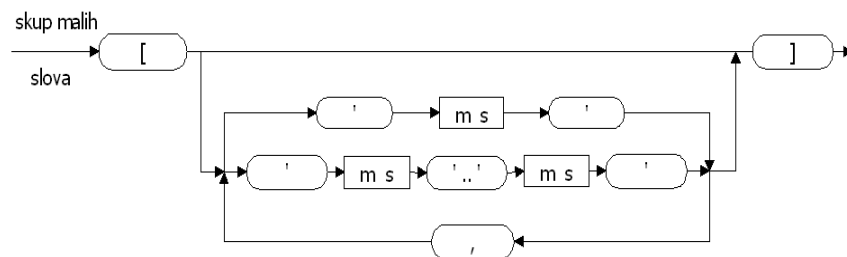 skup malih
slova
[ ]
' m s '
' m s '..' m s '
,